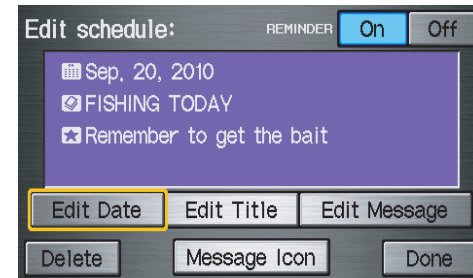 Edit schedule: REMINDER On Off
Sep. 20, 2010
FISHING TODAY
Remember to get the bait
Edit Date Edit Title Edit Message
Delete Message Icon Done